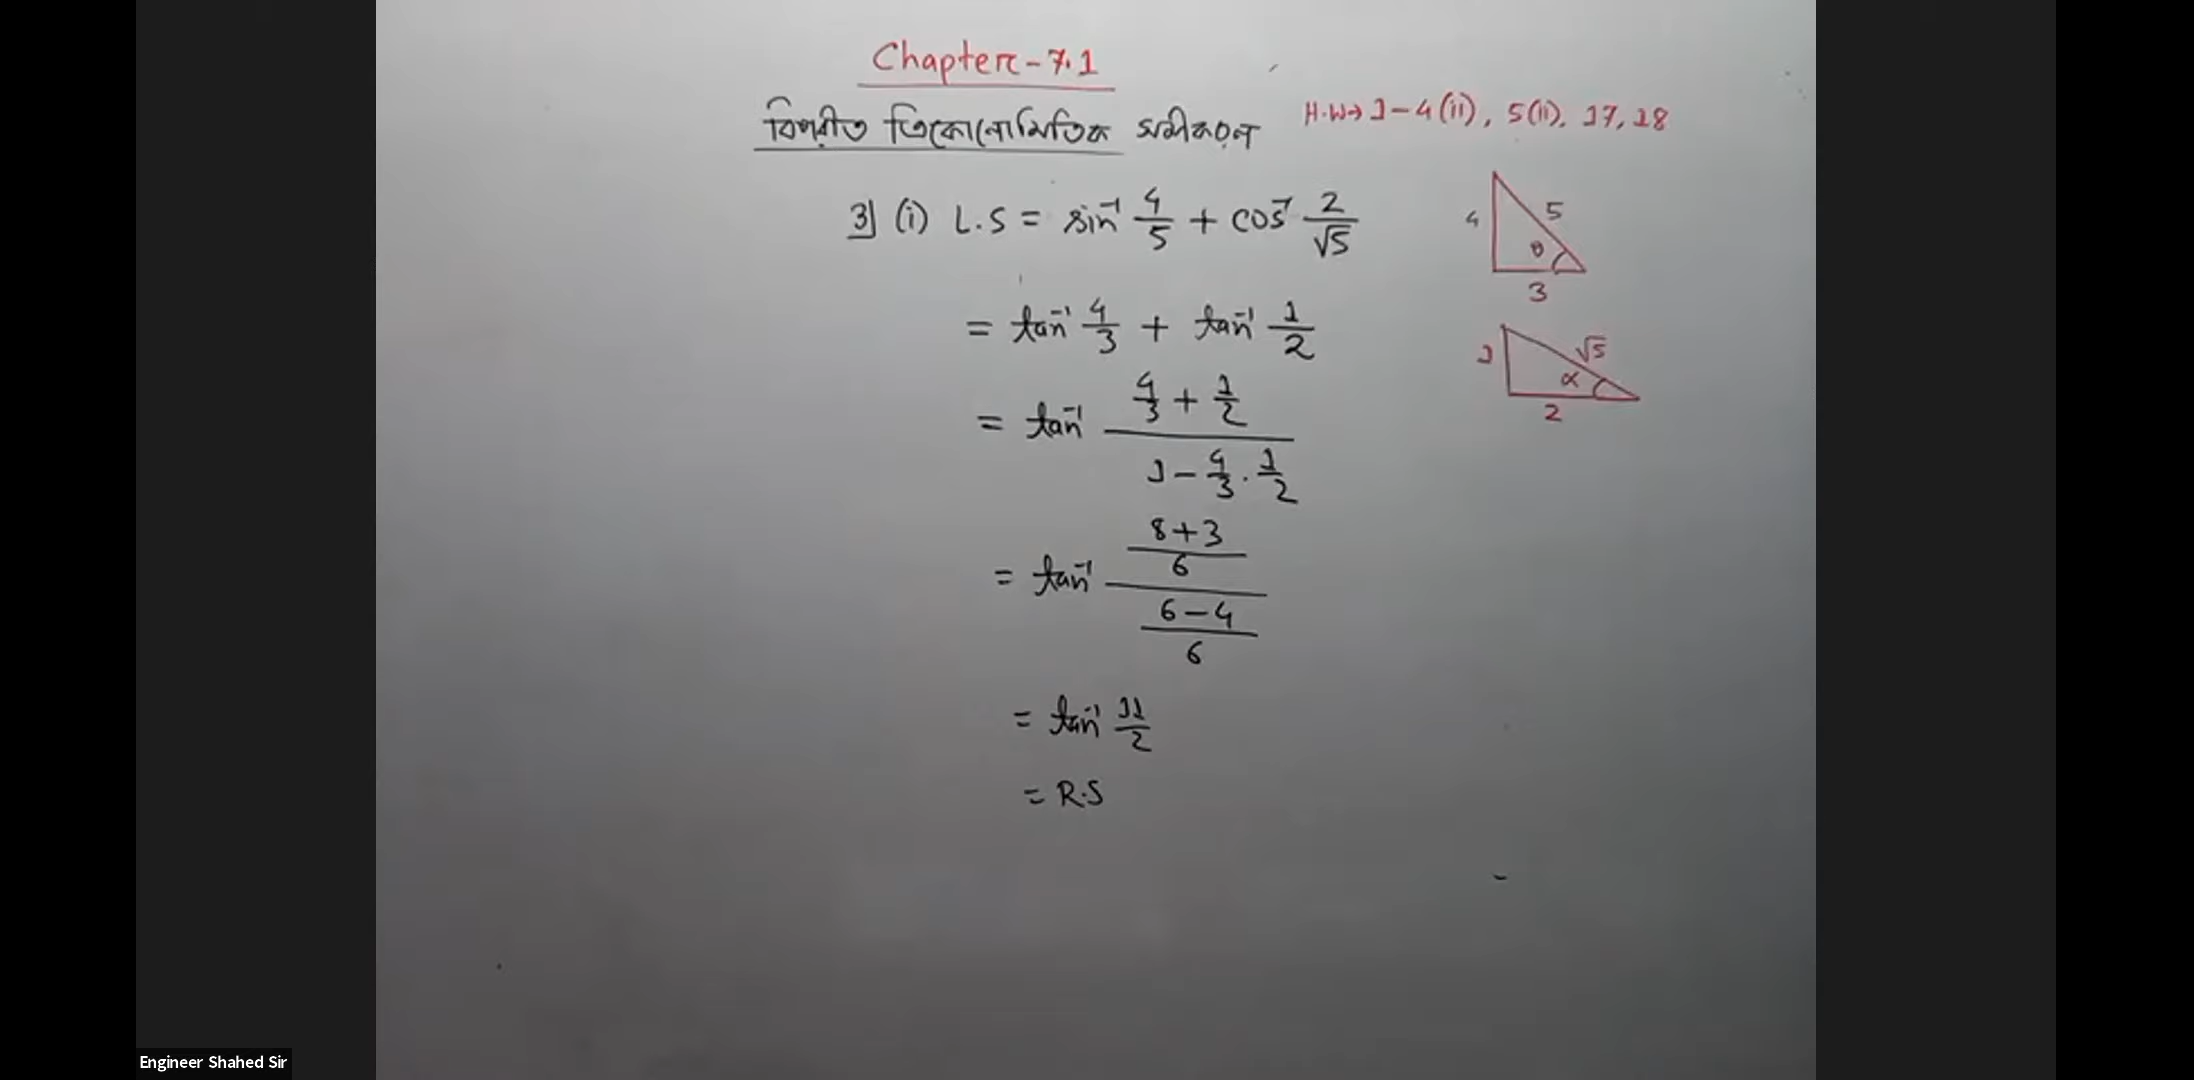 Chapter-7.1
বিপরীত ত্রিকোনোমিতিক সমীকরণ
H.W→ 1-4(ii), 5(ii), 17, 18
3] (i) L.S = sin⁻¹ 4/5 + cos⁻¹ 2/√5
= tan⁻¹ 4/3 + tan⁻¹ 1/2
= tan⁻¹ (4/3 + 1/2)/(1 - 4/3 · 1/2)
= tan⁻¹ ((8+3)/6)/((6-4)/6)
= tan⁻¹ 11/2
= R.S
4
5
θ
3
1
√5
α
2
Engineer Shahed Sir